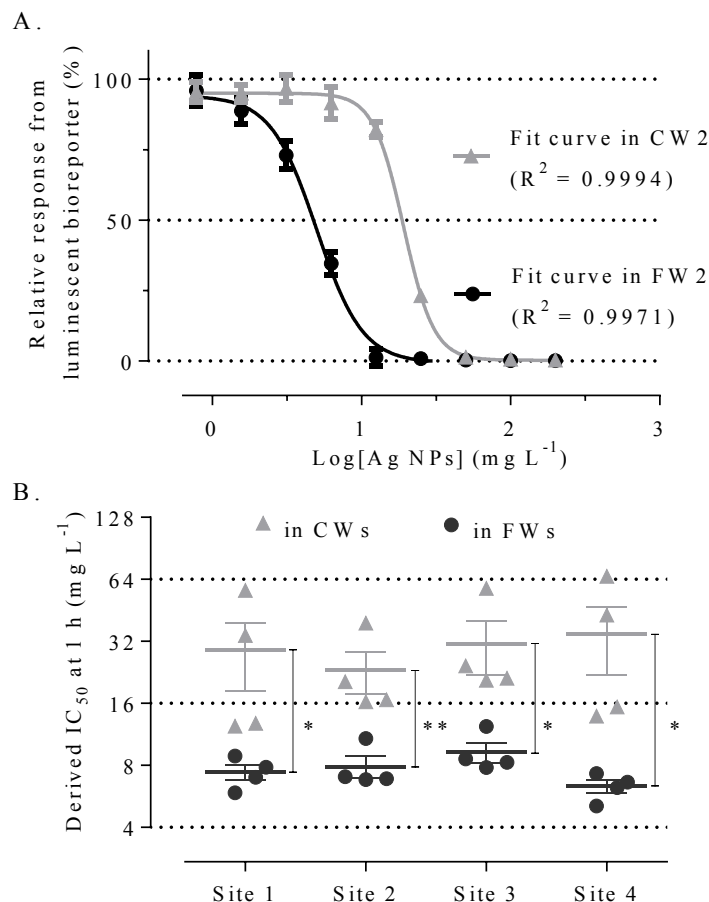 A.
Relative response from
luminescent bioreporter (%)
100
50
0
Fit curve in CW2
(R² = 0.9994)
Fit curve in FW2
(R² = 0.9971)
0 1 2 3
Log[Ag NPs] (mg L⁻¹)
B.
Derived IC₅₀ at 1 h (mg L⁻¹)
128
64
32
16
8
4
in CWs in FWs
* ** * *
Site 1 Site 2 Site 3 Site 4